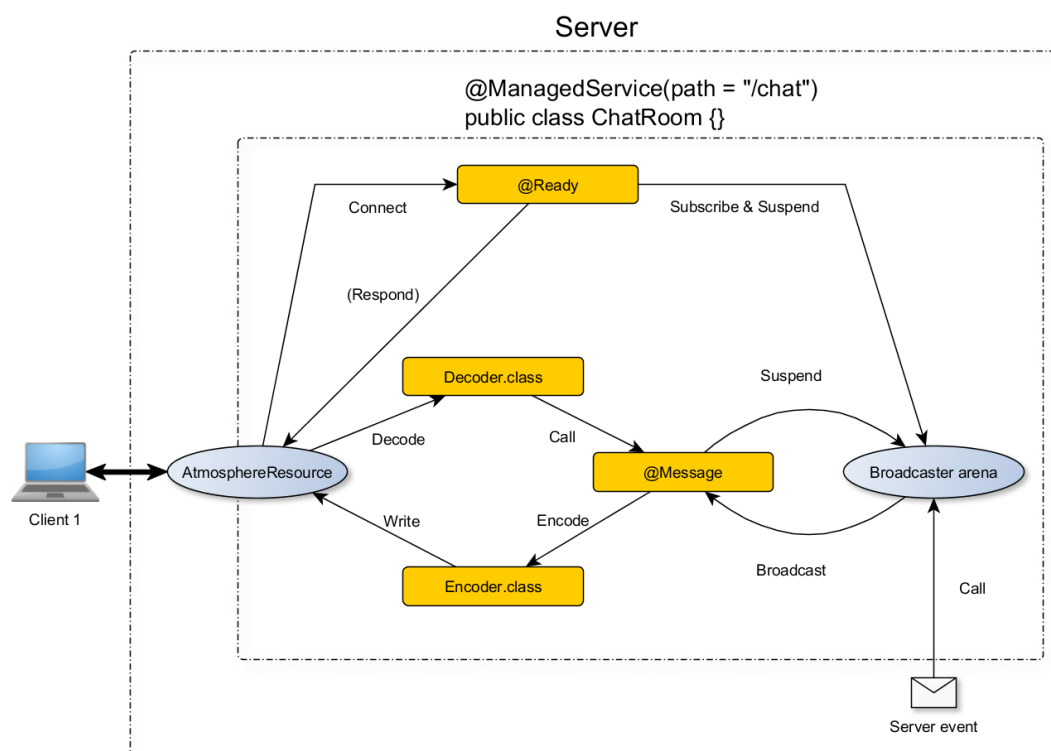 Server
@ManagedService(path = "/chat")
public class ChatRoom {}
@Ready
Connect
Subscribe & Suspend
(Respond)
Decoder.class
Suspend
Decode
Call
AtmosphereResource
@Message
Broadcaster arena
Client 1
Write
Encode
Broadcast
Encoder.class
Call
Server event